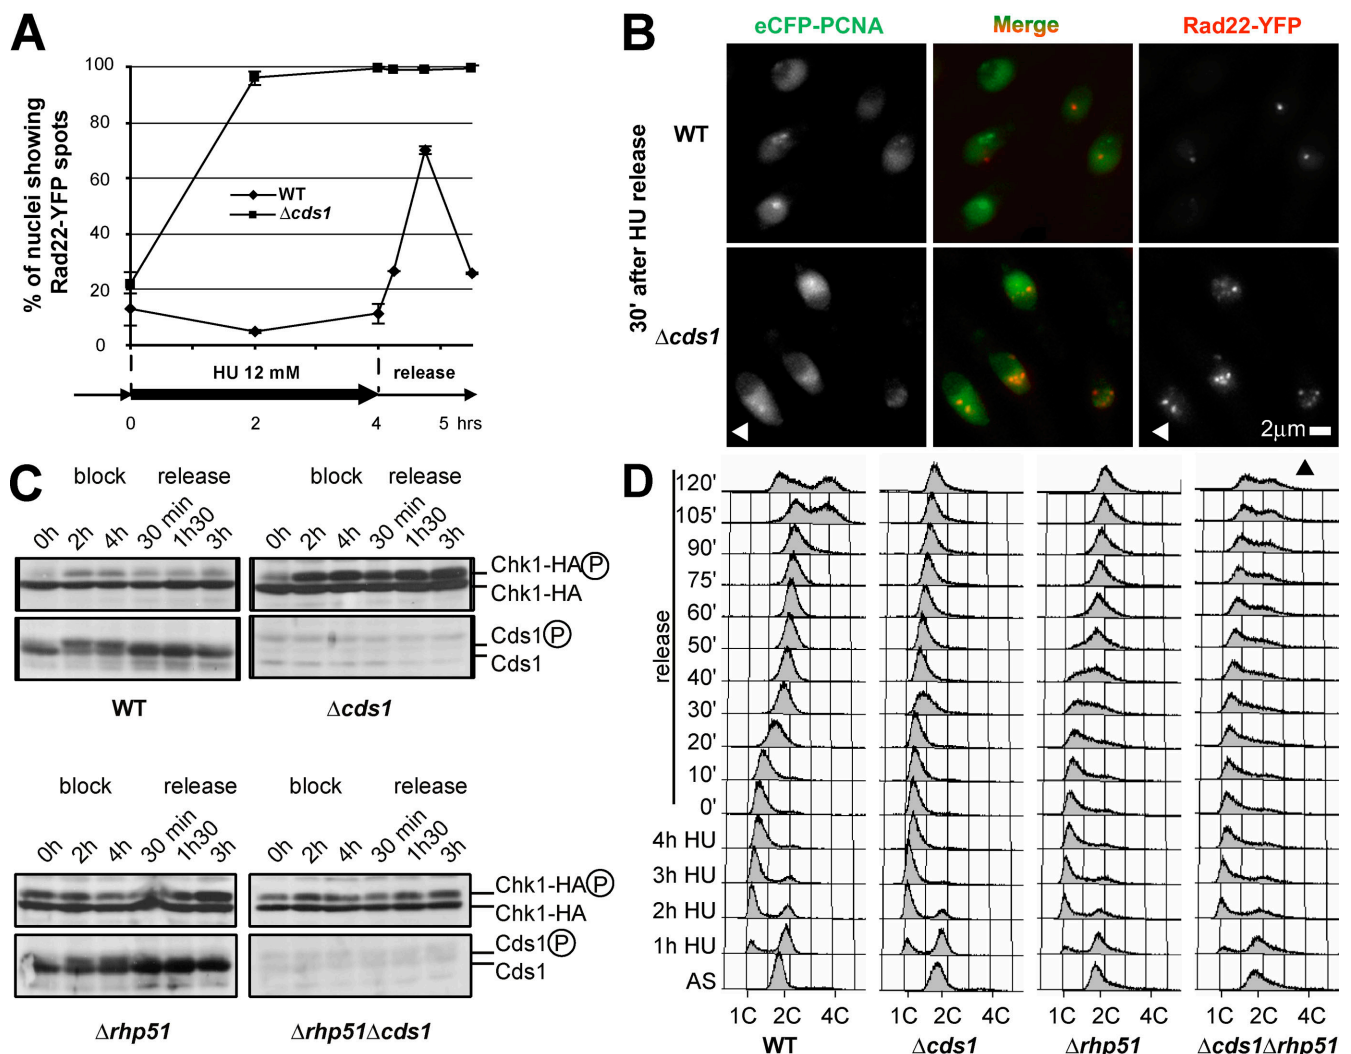 A
% of nuclei showing
Rad22-YFP spots
100
80
60
40
20
0
WT
Δcds1
HU 12 mM
release
0
2
4
5 hrs
B
eCFP-PCNA
Merge
Rad22-YFP
30' after HU release
WT
Δcds1
2µm
C
block
release
0h
2h
4h
30 min
1h30
3h
block
release
0h
2h
4h
30 min
1h30
3h
Chk1-HAⓅ
Chk1-HA
Cds1Ⓟ
Cds1
WT
Δcds1
block
release
0h
2h
4h
30 min
1h30
3h
block
release
0h
2h
4h
30 min
1h30
3h
Chk1-HAⓅ
Chk1-HA
Cds1Ⓟ
Cds1
Δrhp51
Δrhp51Δcds1
D
release
120'
105'
90'
75'
60'
50'
40'
30'
20'
10'
0'
4h HU
3h HU
2h HU
1h HU
AS
1C
2C
4C
1C
2C
4C
1C
2C
4C
1C
2C
4C
WT
Δcds1
Δrhp51
Δcds1Δrhp51